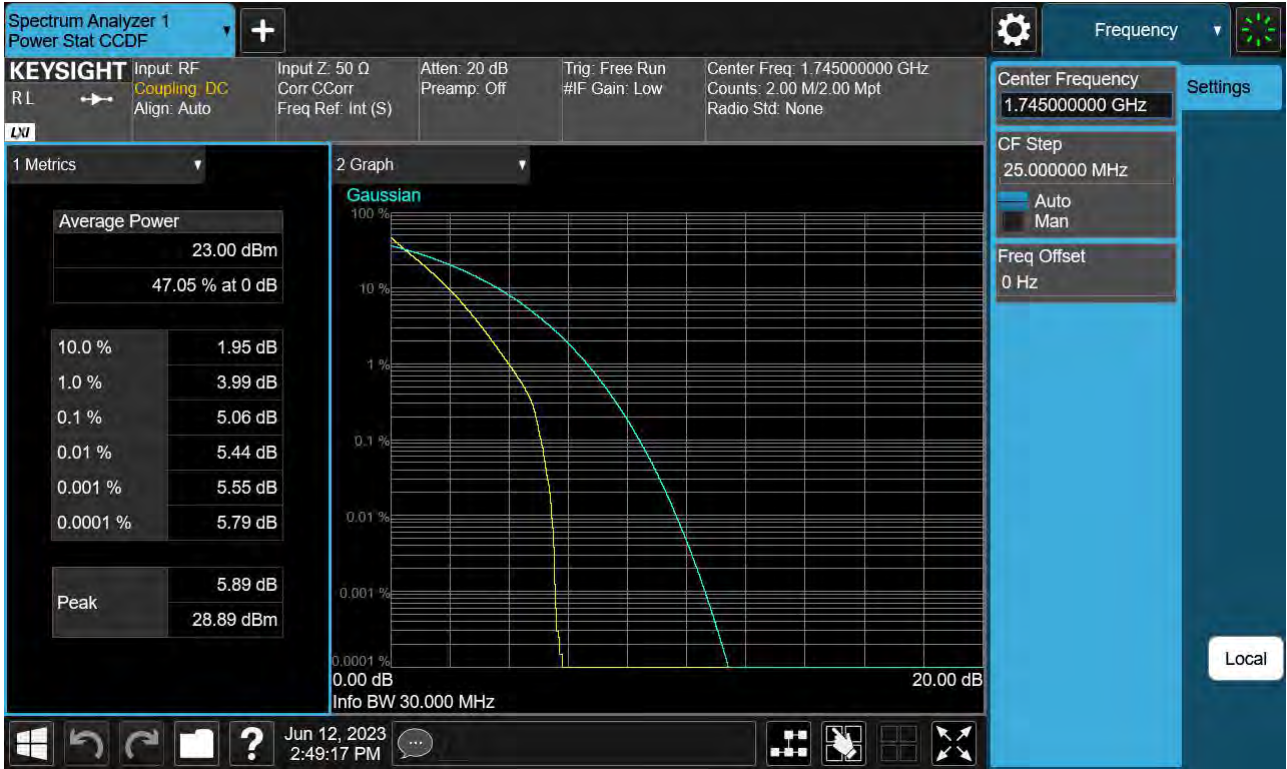 Spectrum Analyzer 1
Power Stat CCDF
Frequency
KEYSIGHT
RL
LXI
Input: RF
Coupling: DC
Align: Auto
Input Z: 50 Ω
Corr CCorr
Freq Ref: Int (S)
Atten: 20 dB
Preamp: Off
Trig: Free Run
#IF Gain: Low
Center Freq: 1.745000000 GHz
Counts: 2.00 M/2.00 Mpt
Radio Std: None
Center Frequency
1.745000000 GHz
Settings
CF Step
25.000000 MHz
Auto
Man
Freq Offset
0 Hz
Local
1 Metrics
Average Power
23.00 dBm
47.05 % at 0 dB
10.0 % 1.95 dB
1.0 % 3.99 dB
0.1 % 5.06 dB
0.01 % 5.44 dB
0.001 % 5.55 dB
0.0001 % 5.79 dB
Peak
5.89 dB
28.89 dBm
2 Graph
Gaussian
100 %
10 %
1 %
0.1 %
0.01 %
0.001 %
0.0001 %
0.00 dB 20.00 dB
Info BW 30.000 MHz
?
Jun 12, 2023
2:49:17 PM